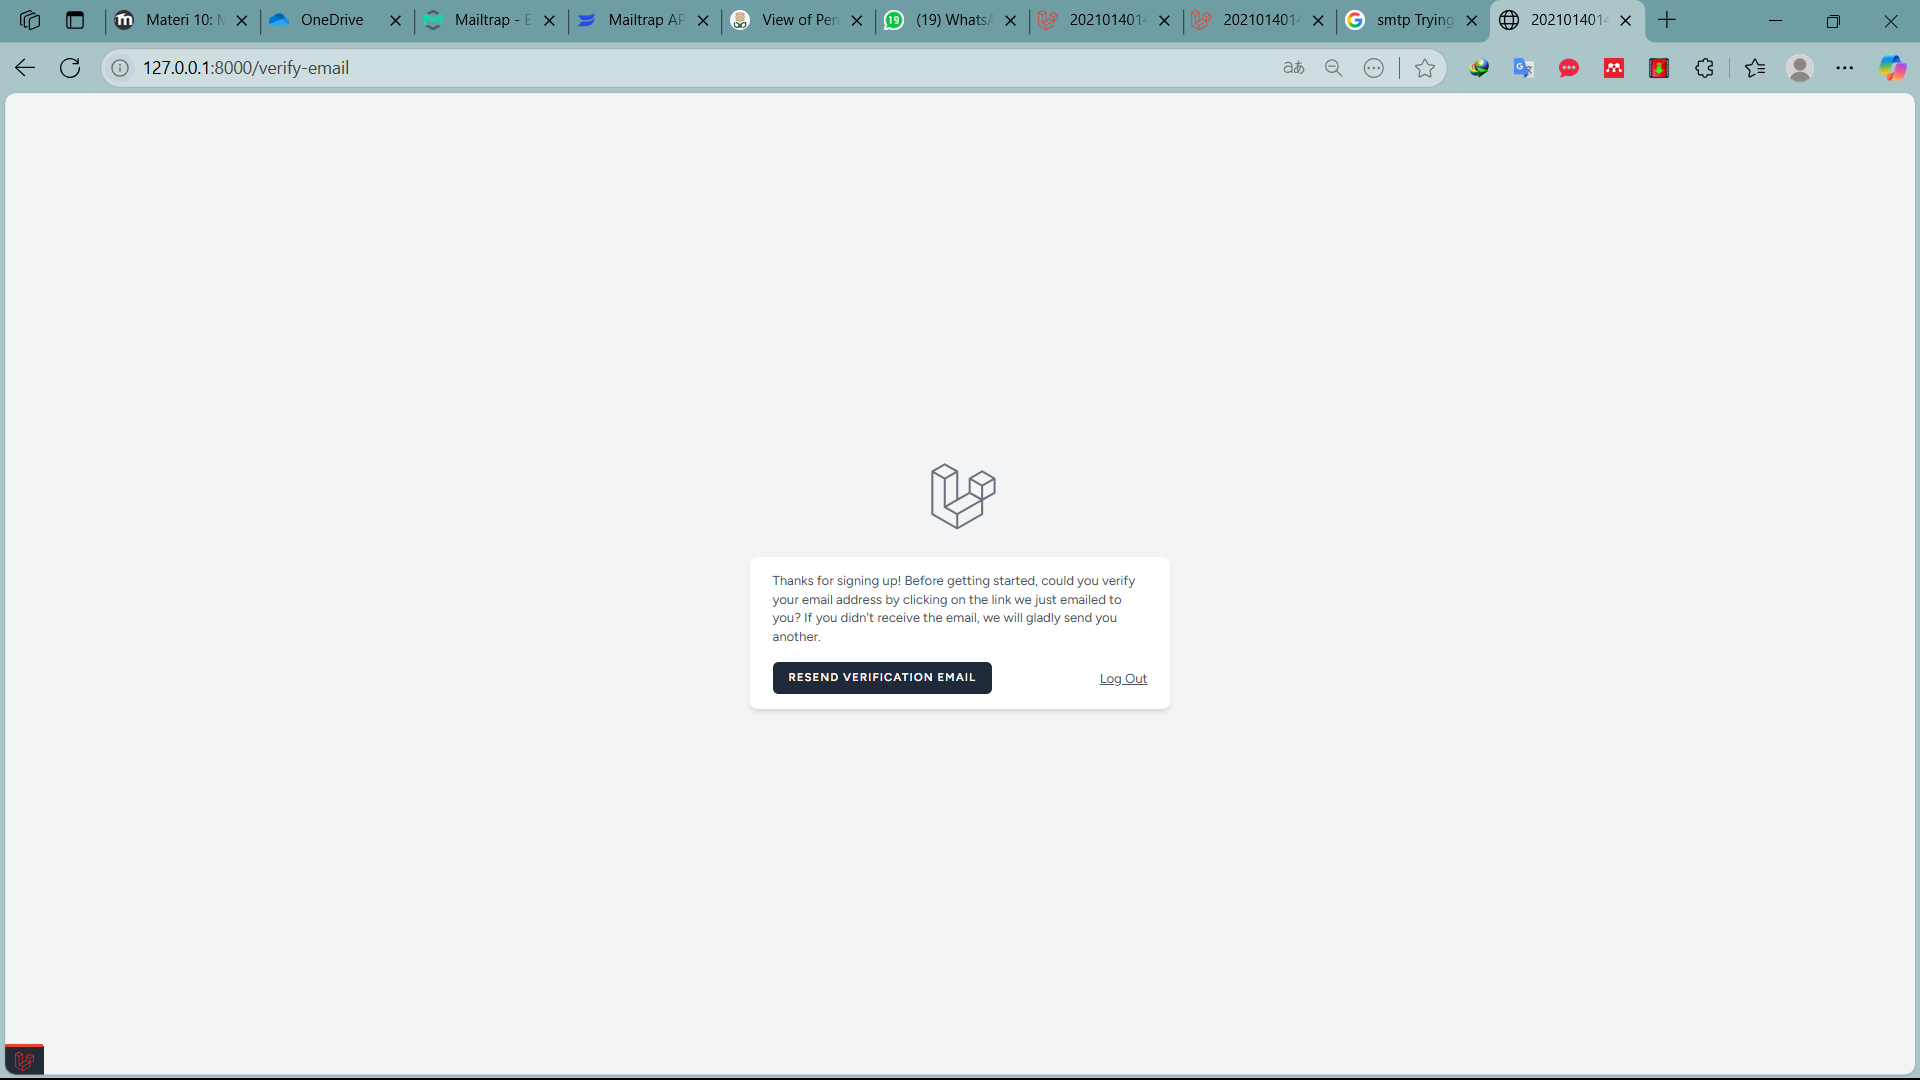 Materi 10: M
OneDrive
Mailtrap - E
Mailtrap AP
View of Pen
(19) WhatsA
202101401
202101401
smtp Trying
202101401
127.0.0.1:8000/verify-email
Thanks for signing up! Before getting started, could you verify
your email address by clicking on the link we just emailed to
you? If you didn't receive the email, we will gladly send you
another.
RESEND VERIFICATION EMAIL
Log Out